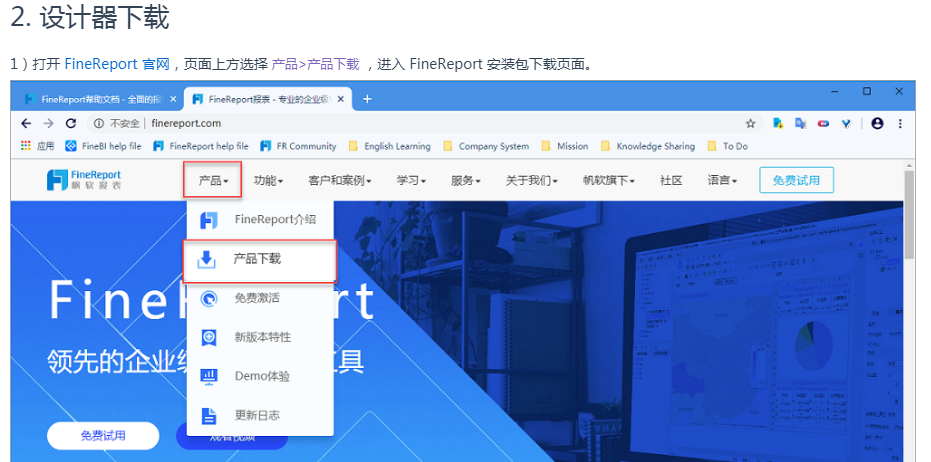 2. 设计器下载
1）打开 FineReport 官网，页面上方选择 产品>产品下载 ，进入 FineReport 安装包下载页面。
FineReport帮助文档 - 全面的报
FineReport报表 - 专业的企业级
不安全 | finereport.com
应用 FineBI help file FineReport help file FR Community English Learning Company System Mission Knowledge Sharing To Do
FineReport
帆软报表
产品 功能 客户和案例 学习 服务 关于我们 帆软旗下 社区 语言 免费试用
FineReport介绍
产品下载
免费激活
新版本特性
Demo体验
更新日志
FineR rt
领先的企业级 工具
免费试用
观看视频